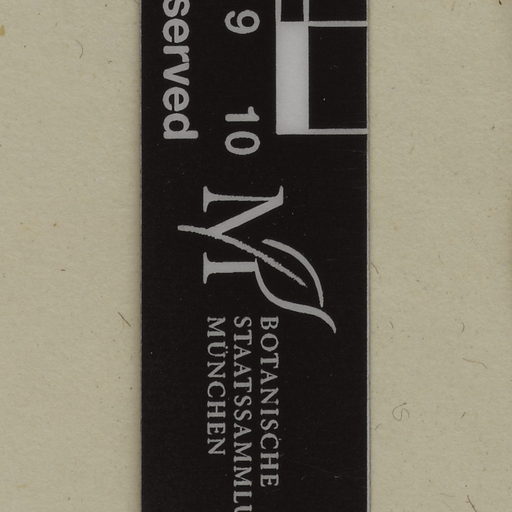 served
9 10
M
BOTANISCHE
STAATSSAMMLU
MÜNCHEN